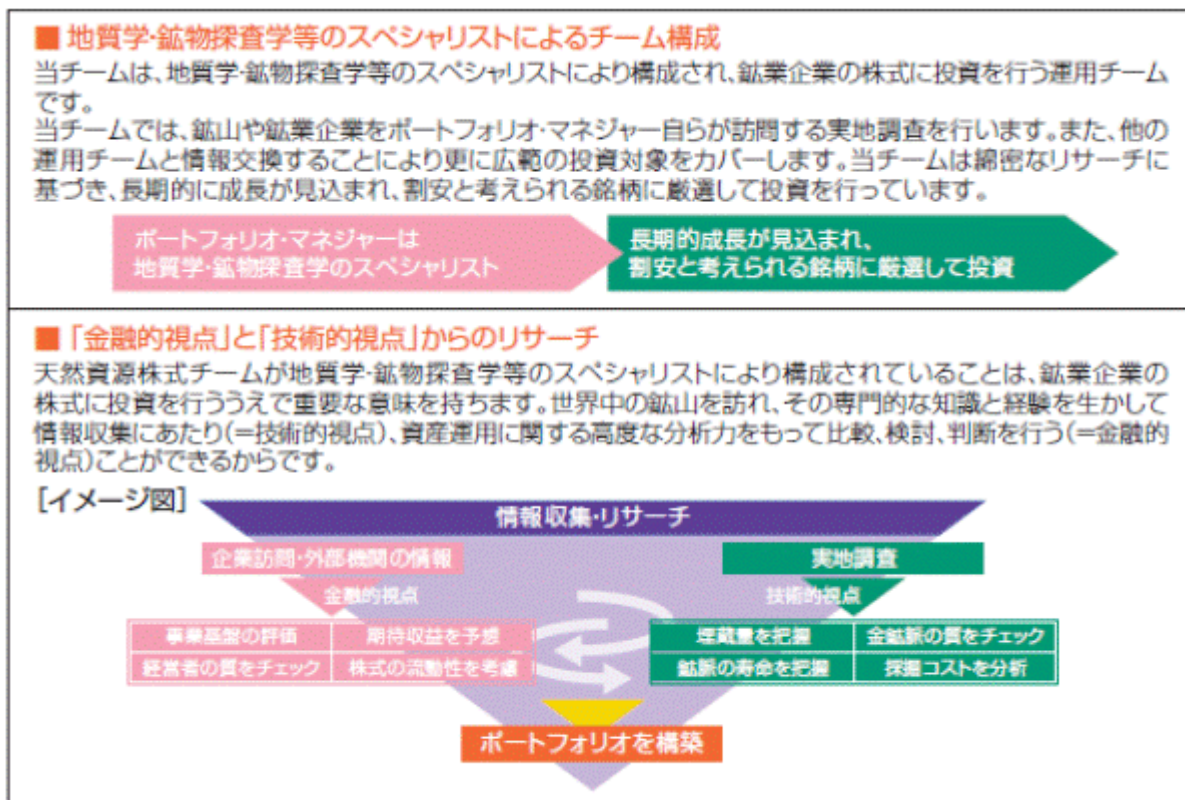 ■ 地質学・鉱物探査学等のスペシャリストによるチーム構成
当チームは、地質学・鉱物探査学等のスペシャリストにより構成され、鉱業企業の株式に投資を行う運用チーム
です。
当チームでは、鉱山や鉱業企業をポートフォリオ・マネジャー自らが訪問する実地調査を行います。また、他の
運用チームと情報交換することにより更に広範の投資対象をカバーします。当チームは綿密なリサーチに
基づき、長期的に成長が見込まれ、割安と考えられる銘柄に厳選して投資を行っています。
ポートフォリオ・マネジャーは
地質学・鉱物探査学のスペシャリスト
長期的成長が見込まれ、
割安と考えられる銘柄に厳選して投資
■ 「金融的視点」と「技術的視点」からのリサーチ
天然資源株式チームが地質学・鉱物探査学等のスペシャリストにより構成されていることは、鉱業企業の
株式に投資を行ううえで重要な意味を持ちます。世界中の鉱山を訪れ、その専門的な知識と経験を生かして
情報収集にあたり(=技術的視点)、資産運用に関する高度な分析力をもって比較、検討、判断を行う(=金融的
視点)ことができるからです。
[イメージ図]
情報収集・リサーチ
企業訪問・外部機関の情報
実地調査
金融的視点
技術的視点
事業基盤の評価
期待収益を予想
埋蔵量を把握
金鉱脈の質をチェック
経営者の質をチェック
株式の流動性を考慮
鉱脈の寿命を把握
採掘コストを分析
ポートフォリオを構築